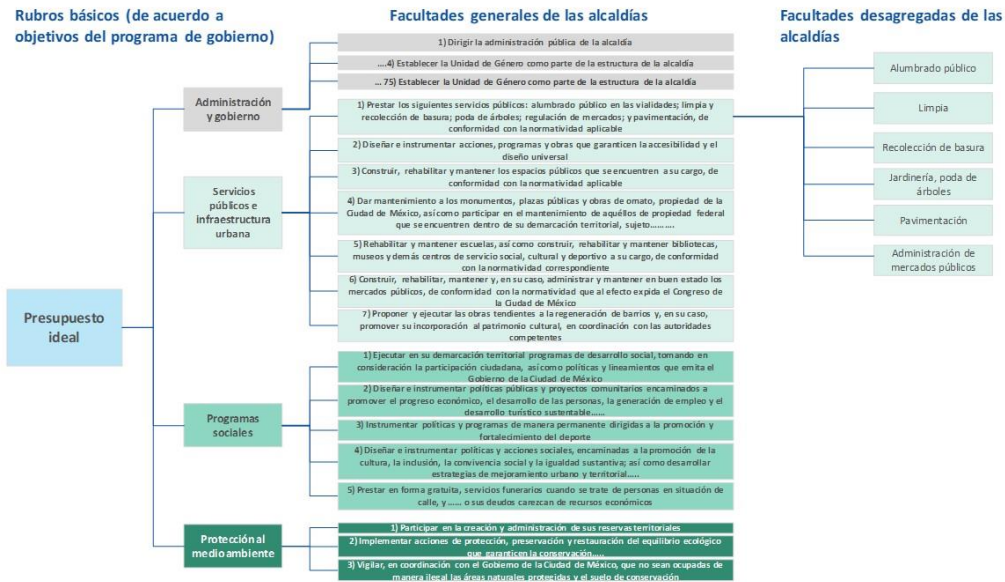 Rubros básicos (de acuerdo a
objetivos del programa de
gobierno)
Facultades generales de las alcaldías
Facultades desagregadas de las
alcaldías
Presupuesto
ideal
Administración
y gobierno
1) Dirigir la administración pública de la alcaldía
....4) Establecer la Unidad de Género como parte de la estructura de la alcaldía
... 75) Establecer la Unidad de Género como parte de la estructura de la alcaldía
Servicios
públicos e
infraestructura
urbana
1) Prestar los siguientes servicios públicos: alumbrado público en las vialidades; limpia y
recolección de basura; poda de árboles; regulación de mercados; y pavimentación, de
conformidad con la normatividad aplicable
2) Diseñar e instrumentar acciones, programas y obras que garanticen la accesibilidad y el
diseño universal
3) Construir, rehabilitar y mantener los espacios públicos que se encuentren a su cargo, de
conformidad con la normatividad aplicable
4) Dar mantenimiento a los monumentos, plazas públicas y obras de ornato, propiedad de la
Ciudad de México, así como participar en el mantenimiento de aquéllos de propiedad federal
que se encuentren dentro de su demarcación territorial, sujeto..........
5) Rehabilitar y mantener escuelas, así como construir, rehabilitar y mantener bibliotecas,
museos y demás centros de servicio social, cultural y deportivo a su cargo, de conformidad
con la normatividad correspondiente
6) Construir, rehabilitar, mantener y, en su caso, administrar y mantener en buen estado los
mercados públicos, de conformidad con la normatividad que al efecto expida el Congreso de
la Ciudad de México
7) Proponer y ejecutar las obras tendientes a la regeneración de barrios y, en su caso,
promover su incorporación al patrimonio cultural, en coordinación con las autoridades
competentes
Alumbrado público
Limpia
Recolección de basura
Jardinería, poda de
árboles
Pavimentación
Administración de
mercados públicos
Programas
sociales
1) Ejecutar en su demarcación territorial programas de desarrollo social, tomando en
consideración la participación ciudadana, así como políticas y lineamientos que emita el
Gobierno de la Ciudad de México
2) Diseñar e instrumentar políticas públicas y proyectos comunitarios encaminados a
promover el progreso económico, el desarrollo de las personas, la generación de empleo y el
desarrollo turístico sustentable......
3) Instrumentar políticas y programas de manera permanente dirigidas a la promoción y
fortalecimiento del deporte
4) Diseñar e instrumentar políticas y acciones sociales, encaminadas a la promoción de la
cultura, la inclusión, la convivencia social y la igualdad sustantiva; así como desarrollar
estrategias de mejoramiento urbano y territorial.....
5) Prestar en forma gratuita, servicios funerarios cuando se trate de personas en situación de
calle, y ...... o sus deudos carezcan de recursos económicos
Protección al
medio ambiente
1) Participar en la creación y administración de sus reservas territoriales
2) Implementar acciones de protección, preservación y restauración del equilibrio ecológico
que garanticen la conservación.....
3) Vigilar, en coordinación con el Gobierno de la Ciudad de México, que no sean ocupadas de
manera ilegal las áreas naturales protegidas y el suelo de conservación